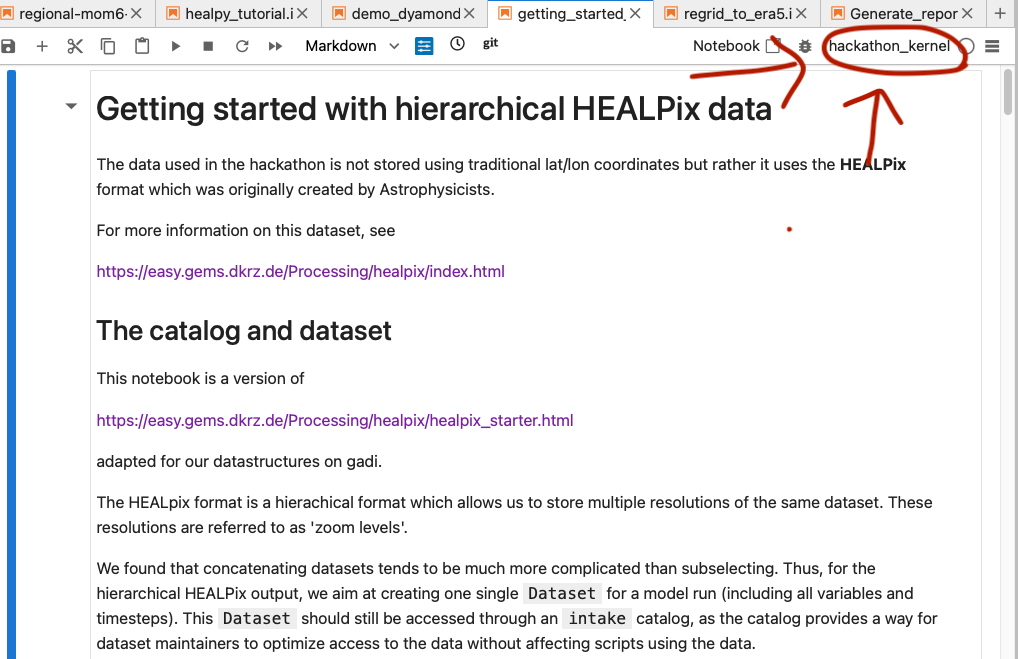 regional-mom6- healpy_tutorial.i demo_dyamond getting_started_ regrid_to_era5.i Generate_repor
Markdown git Notebook hackathon_kernel
Getting started with hierarchical HEALPix data
The data used in the hackathon is not stored using traditional lat/lon coordinates but rather it uses the HEALPix
format which was originally created by Astrophysicists.
For more information on this dataset, see
https://easy.gems.dkrz.de/Processing/healpix/index.html
The catalog and dataset
This notebook is a version of
https://easy.gems.dkrz.de/Processing/healpix/healpix_starter.html
adapted for our datastructures on gadi.
The HEALpix format is a hierachical format which allows us to store multiple resolutions of the same dataset. These
resolutions are referred to as 'zoom levels'.
We found that concatenating datasets tends to be much more complicated than subselecting. Thus, for the
hierarchical HEALPix output, we aim at creating one single Dataset for a model run (including all variables and
timesteps). This Dataset should still be accessed through an intake catalog, as the catalog provides a way for
dataset maintainers to optimize access to the data without affecting scripts using the data.